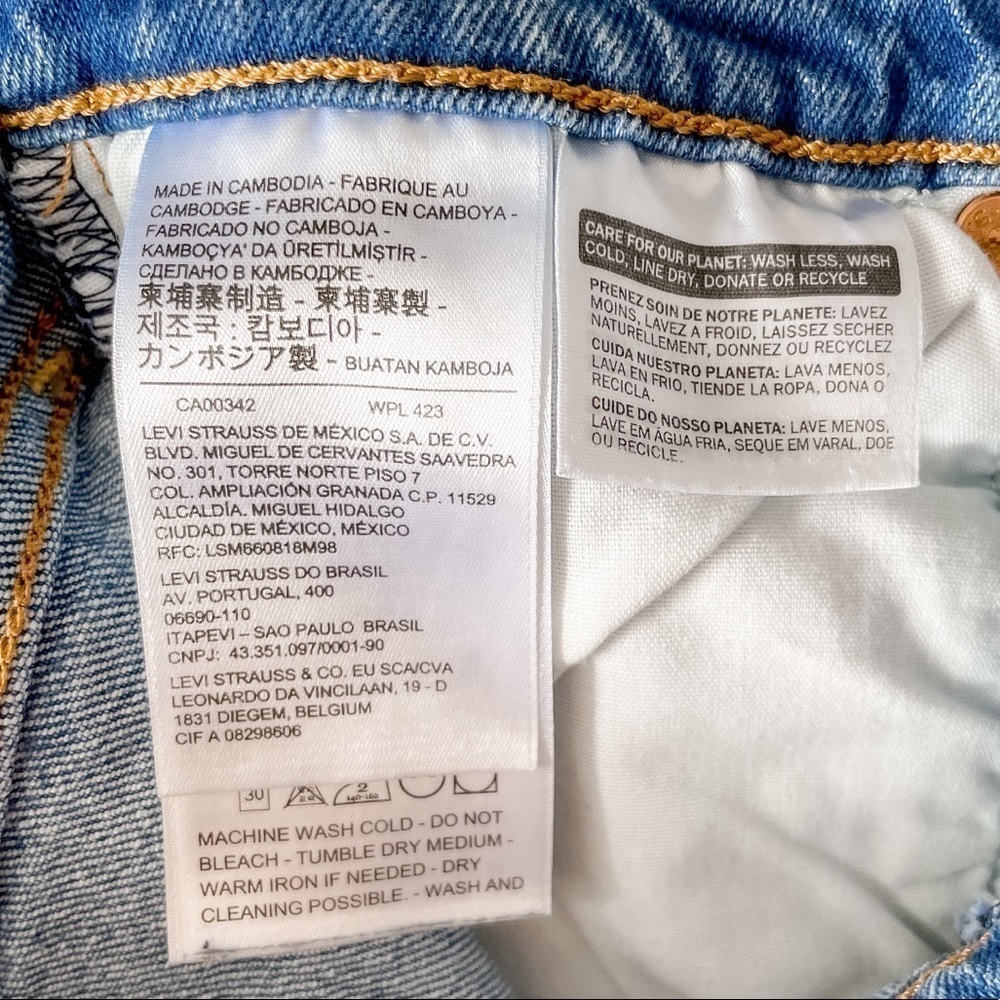 MADE IN CAMBODIA - FABRIQUE AU
CAMBODGE - FABRICADO EN CAMBOYA -
FABRICADO NO CAMBOJA -
KAMBOÇYA' DA ÜRETİLMİŞTİR -
СДЕЛАНО В КАМБОДЖЕ -
柬埔寨制造 - 柬埔寨製 -
제조국 : 캄보디아 -
カンボジア製 - BUATAN KAMBOJA
CA00342 WPL 423
LEVI STRAUSS DE MÉXICO S.A. DE C.V.
BLVD. MIGUEL DE CERVANTES SAAVEDRA
NO. 301, TORRE NORTE PISO 7
COL. AMPLIACIÓN GRANADA C.P. 11529
ALCALDÍA. MIGUEL HIDALGO
CIUDAD DE MÉXICO, MÉXICO
RFC: LSM660818M98
LEVI STRAUSS DO BRASIL
AV. PORTUGAL, 400
06690-110
ITAPEVI – SAO PAULO BRASIL
CNPJ: 43.351.097/0001-90
LEVI STRAUSS & CO. EU SCA/CVA
LEONARDO DA VINCILAAN, 19 - D
1831 DIEGEM, BELGIUM
CIF A 08298606
30 2
MACHINE WASH COLD - DO NOT
BLEACH - TUMBLE DRY MEDIUM -
WARM IRON IF NEEDED - DRY
CLEANING POSSIBLE. - WASH AND
CARE FOR OUR PLANET: WASH LESS, WASH
COLD, LINE DRY, DONATE OR RECYCLE
PRENEZ SOIN DE NOTRE PLANETE: LAVEZ
MOINS, LAVEZ A FROID, LAISSEZ SECHER
NATURELLEMENT, DONNEZ OU RECYCLEZ
CUIDA NUESTRO PLANETA: LAVA MENOS,
LAVA EN FRIO, TIENDE LA ROPA, DONA O
RECICLA.
CUIDE DO NOSSO PLANETA: LAVE MENOS,
LAVE EM ÁGUA FRIA, SEQUE EM VARAL, DOE
OU RECICLE.